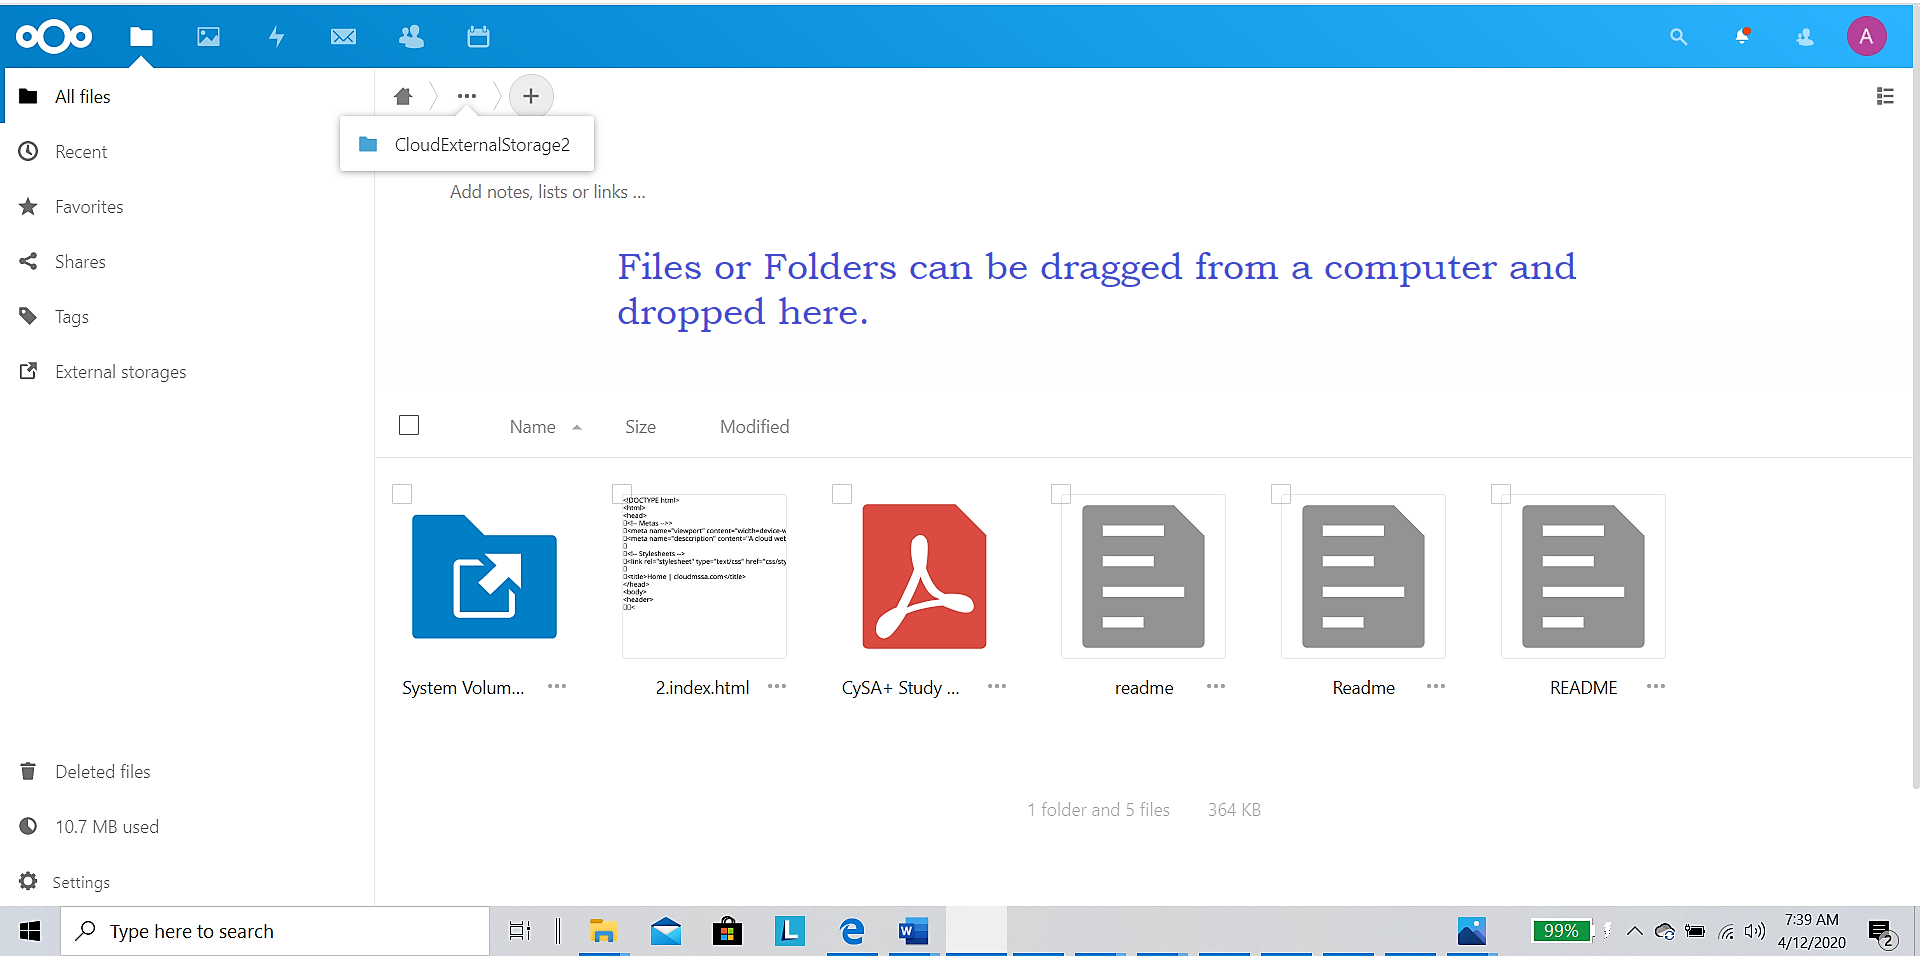 A
All files
CloudExternalStorage2
Recent
Add notes, lists or links ...
Favorites
Files or Folders can be dragged from a computer and
dropped here.
Shares
Tags
External storages
Name Size Modified
<!DOCTYPE html>
<html>
<head>
<!-- Metas -->>
<meta name="viewport" content="width=device-w
<meta name="desccription" content="A cloud web
<!-- Stylesheets -->
<link rel="stylesheet" type="text/css" href="css/sty
<title>Home | cloudmssa.com</title>
</head>
<body>
<header>
<
System Volum... ...
2.index.html ...
CySA+ Study ... ...
readme ...
Readme ...
README ...
Deleted files
1 folder and 5 files 364 KB
10.7 MB used
Settings
Type here to search
L
e
W
99%
7:39 AM
4/12/2020
2